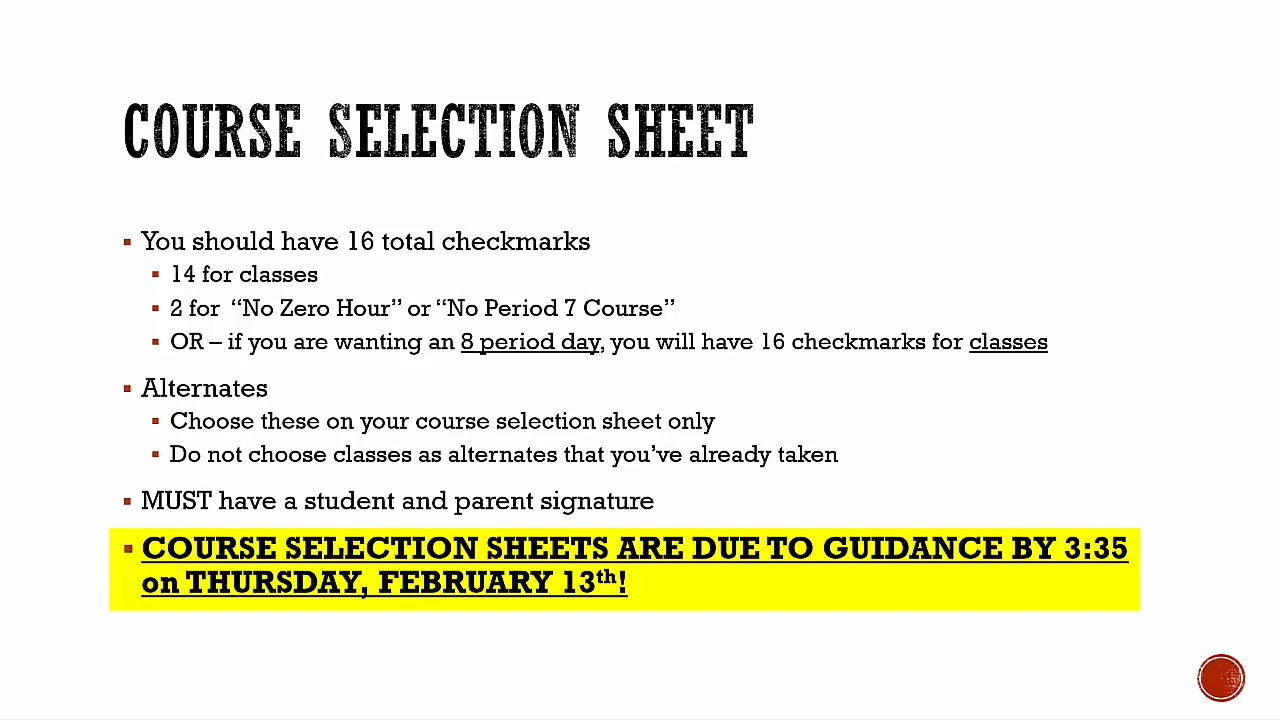 COURSE SELECTION SHEET
▪ You should have 16 total checkmarks
▪ 14 for classes
▪ 2 for “No Zero Hour” or “No Period 7 Course”
▪ OR – if you are wanting an 8 period day, you will have 16 checkmarks for classes
▪ Alternates
▪ Choose these on your course selection sheet only
▪ Do not choose classes as alternates that you’ve already taken
▪ MUST have a student and parent signature
▪ COURSE SELECTION SHEETS ARE DUE TO GUIDANCE BY 3:35
on THURSDAY, FEBRUARY 13th!